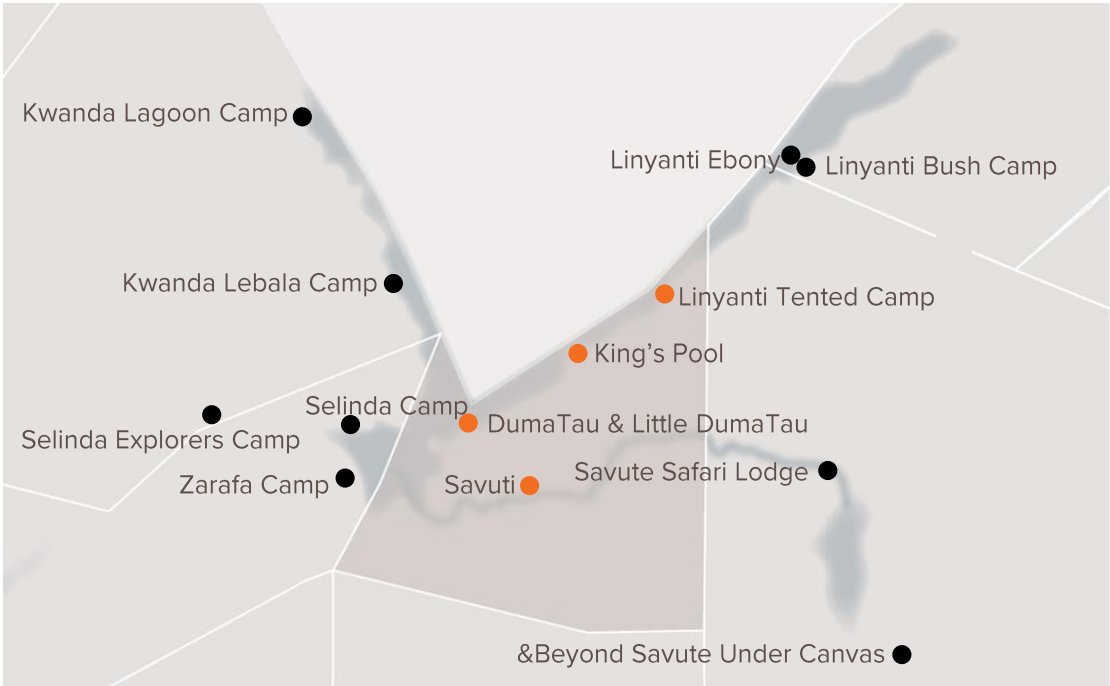 Kwanda Lagoon Camp
Linyanti Ebony
Linyanti Bush Camp
Kwanda Lebala Camp
Linyanti Tented Camp
King’s Pool
Selinda Camp
DumaTau & Little DumaTau
Selinda Explorers Camp
Savute Safari Lodge
Zarafa Camp
Savuti
&Beyond Savute Under Canvas